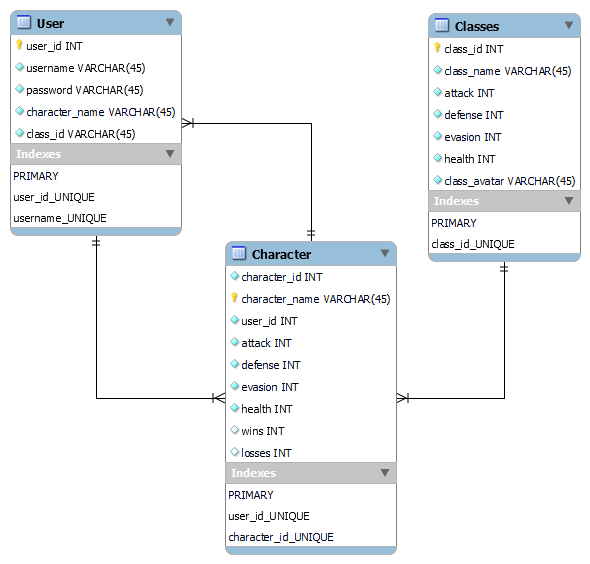 User
user_id INT
username VARCHAR(45)
password VARCHAR(45)
character_name VARCHAR(45)
class_id VARCHAR(45)
Indexes
PRIMARY
user_id_UNIQUE
username_UNIQUE
Classes
class_id INT
class_name VARCHAR(45)
attack INT
defense INT
evasion INT
health INT
class_avatar VARCHAR(45)
Indexes
PRIMARY
class_id_UNIQUE
Character
character_id INT
character_name VARCHAR(45)
user_id INT
attack INT
defense INT
evasion INT
health INT
wins INT
losses INT
Indexes
PRIMARY
user_id_UNIQUE
character_id_UNIQUE